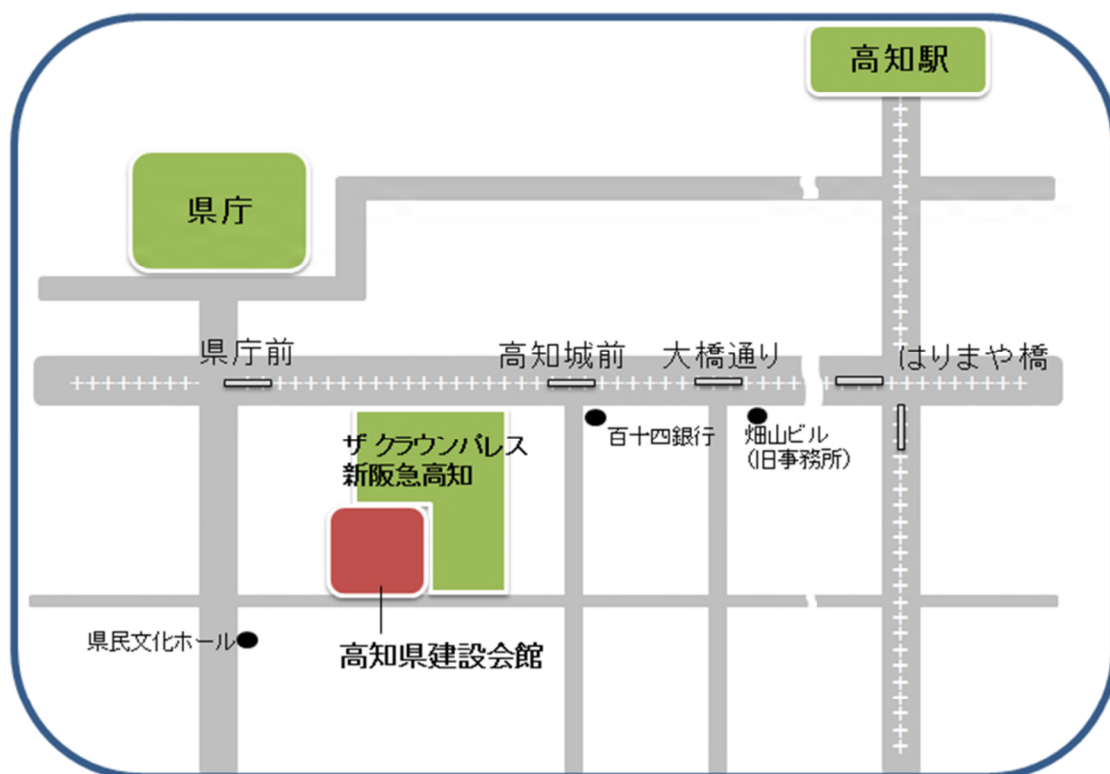 高知駅
県庁
県庁前
高知城前
大橋通り
はりまや橋
ザ クラウンパレス
新阪急高知
百十四銀行
畑山ビル
(旧事務所)
県民文化ホール
高知県建設会館